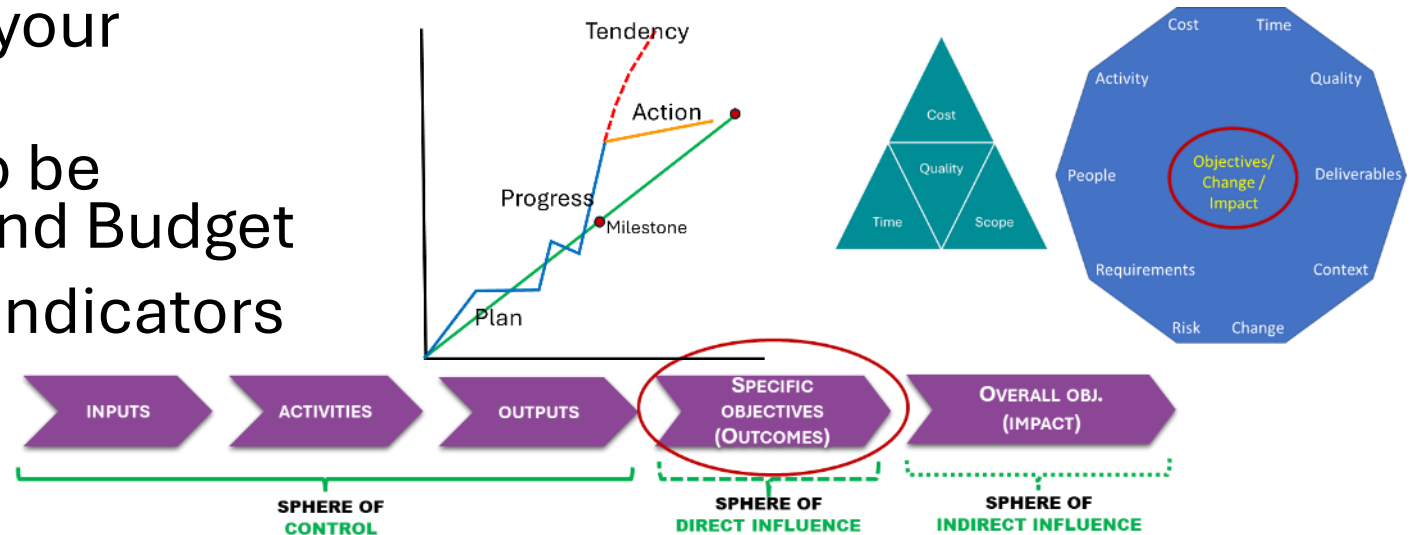 your
o be
nd Budget
ndicators
Tendency
Action
Progress
Milestone
Plan
Cost
Quality
Time
Scope
Cost
Time
Activity
Quality
People
Objectives/
Change /
Impact
Deliverables
Requirements
Context
Risk
Change
INPUTS
ACTIVITIES
OUTPUTS
SPECIFIC
OBJECTIVES
(OUTCOMES)
OVERALL OBJ.
(IMPACT)
SPHERE OF
CONTROL
SPHERE OF
DIRECT INFLUENCE
SPHERE OF
INDIRECT INFLUENCE